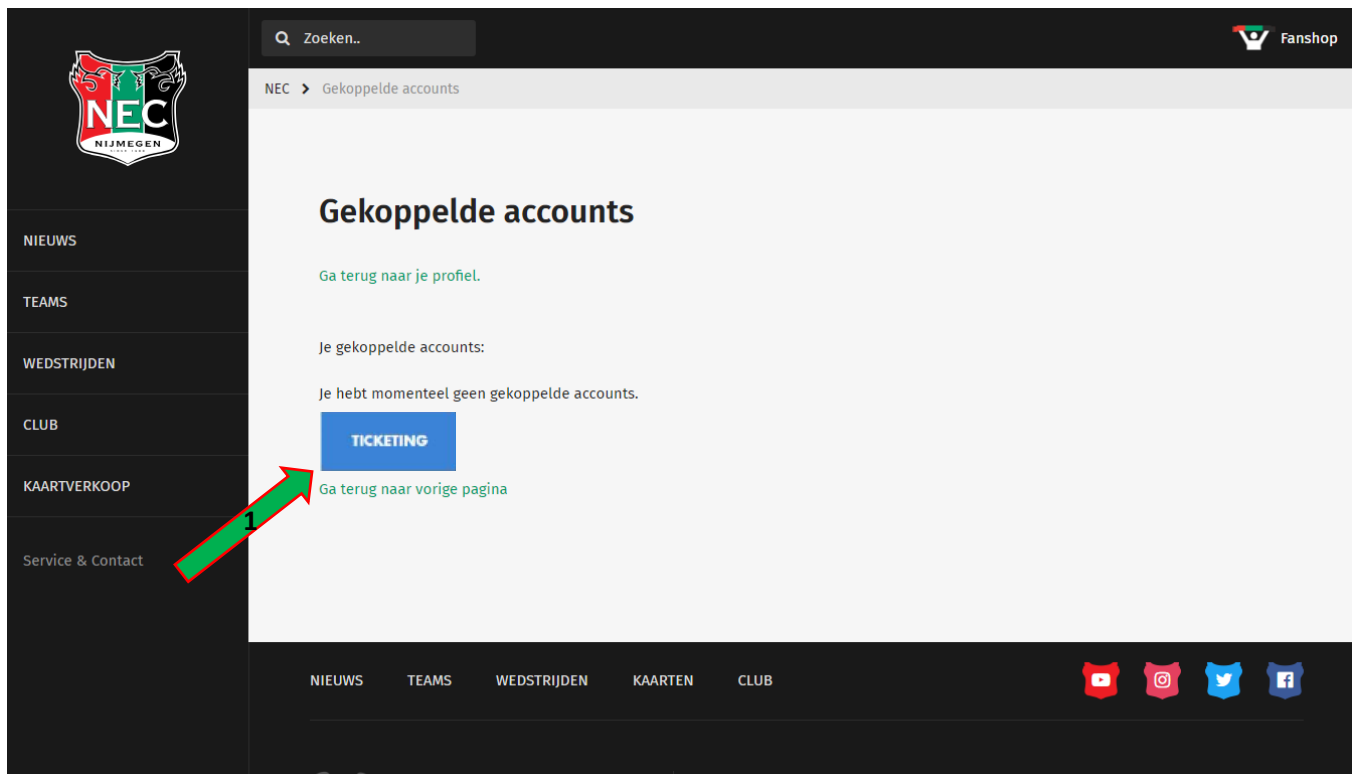 Zoeken..
Fanshop
NEC
NIJMEGEN
NEC > Gekoppelde accounts
Gekoppelde accounts
NIEUWS
Ga terug naar je profiel.
TEAMS
Je gekoppelde accounts:
WEDSTRIJDEN
Je hebt momenteel geen gekoppelde accounts.
CLUB
TICKETING
KAARTVERKOOP
Ga terug naar vorige pagina
1
Service & Contact
NIEUWS TEAMS WEDSTRIJDEN KAARTEN CLUB